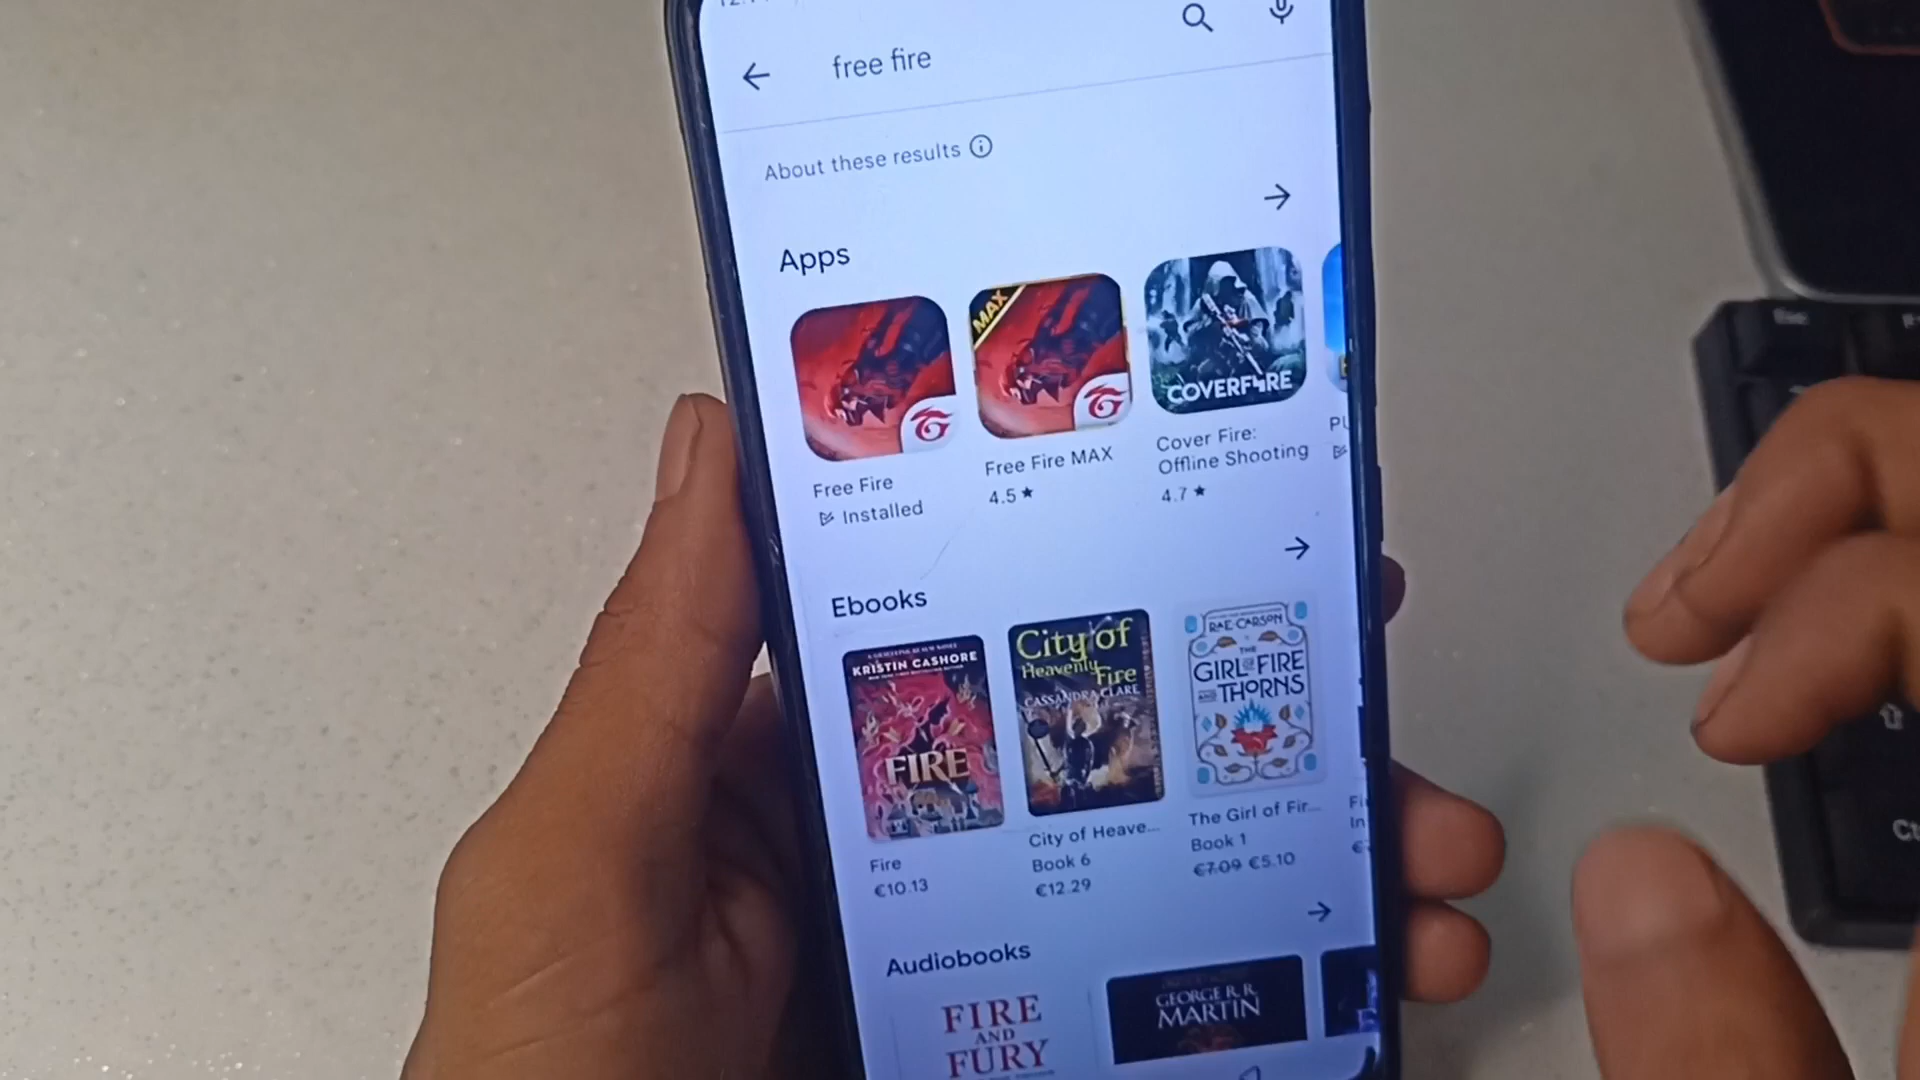 free fire
About these results
Apps
MAX
COVERFIRE
Free Fire
Installed
Free Fire MAX
4.5★
Cover Fire:
Offline Shooting
4.7★
Ebooks
KRISTIN CASHORE
FIRE
City of
Heavenly
Fire
CASSANDRA CLARE
RAE CARSON
THE
GIRL OF FIRE
AND THORNS
Fire
€10.13
City of Heave...
Book 6
€12.29
The Girl of Fir...
Book 1
€7.09 €5.10
Audiobooks
FIRE
AND
FURY
GEORGE R.R.
MARTIN
Esc